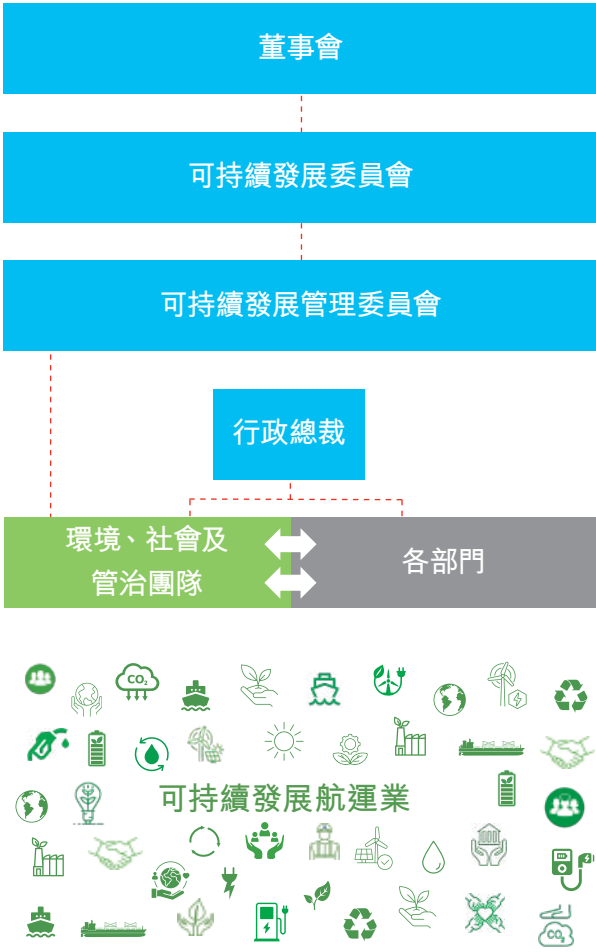 董事會
可持續發展委員會
可持續發展管理委員會
行政總裁
環境、社會及
管治團隊
各部門
CO₂
可持續發展航運業
CO₂